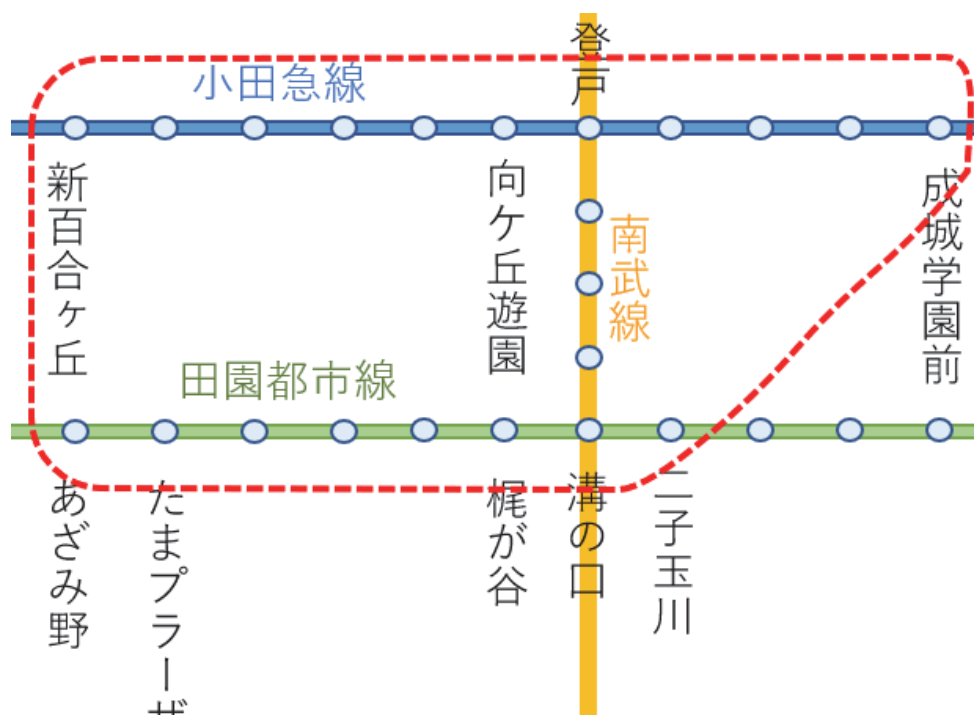 登戸
小田急線
新百合ヶ丘
向ケ丘遊園
南武線
成城学園前
田園都市線
あざみ野
たまプラーザ
梶が谷
溝の口
二子玉川